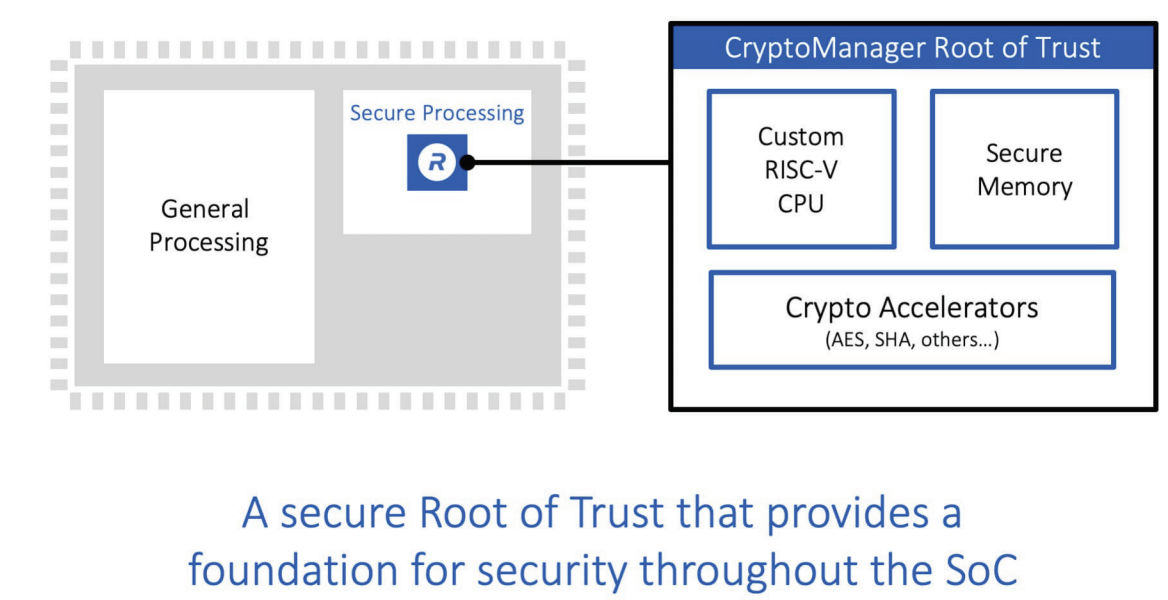 CryptoManager Root of Trust
Secure Processing
R
General
Processing
Custom
RISC-V
CPU
Secure
Memory
Crypto Accelerators
(AES, SHA, others...)
A secure Root of Trust that provides a
foundation for security throughout the SoC